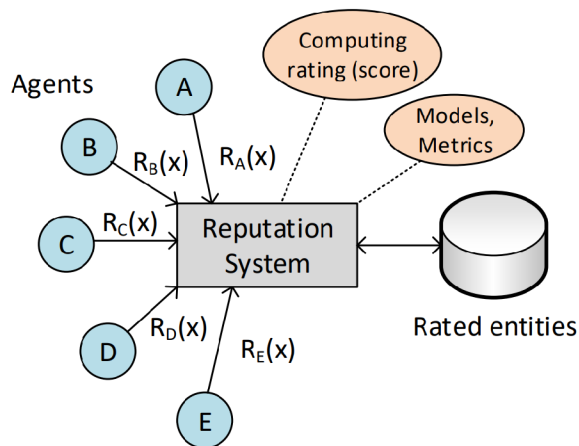 Computing
rating (score)
Agents
A
Models,
Metrics
B
R_B(x)
R_A(x)
C
R_C(x)
Reputation
System
Rated entities
D
R_D(x)
R_E(x)
E